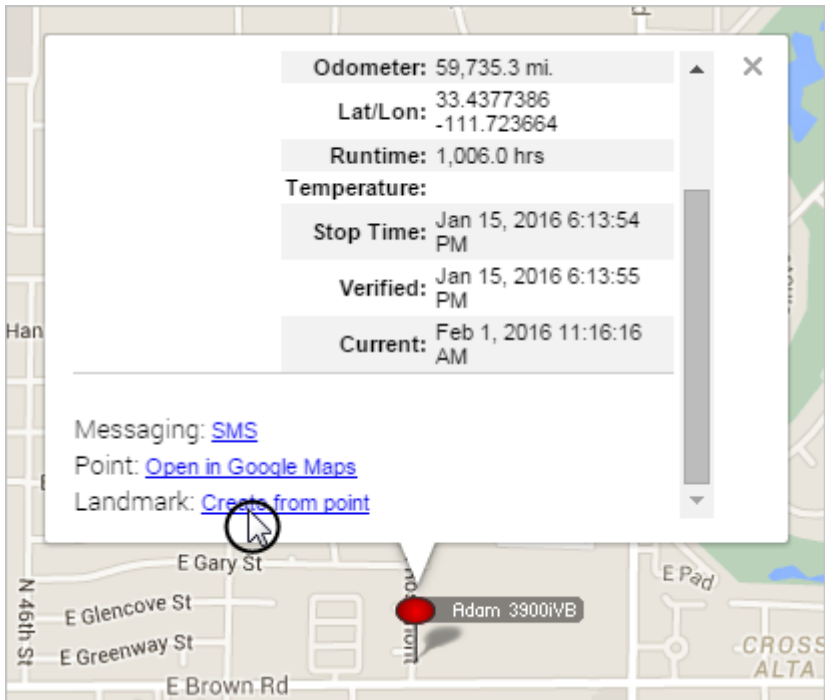 Odometer: 59,735.3 mi.
Lat/Lon: 33.4377386
-111.723664
Runtime: 1,006.0 hrs
Temperature:
Stop Time: Jan 15, 2016 6:13:54
PM
Verified: Jan 15, 2016 6:13:55
PM
Current: Feb 1, 2016 11:16:16
AM
Han
Messaging: SMS
Point: Open in Google Maps
Landmark: Create from point
E Gary St
E Pad
N 46th St
E Glencove St
Adam 3900iVB
E Greenway St
CROSS
ALTA
E Brown Rd